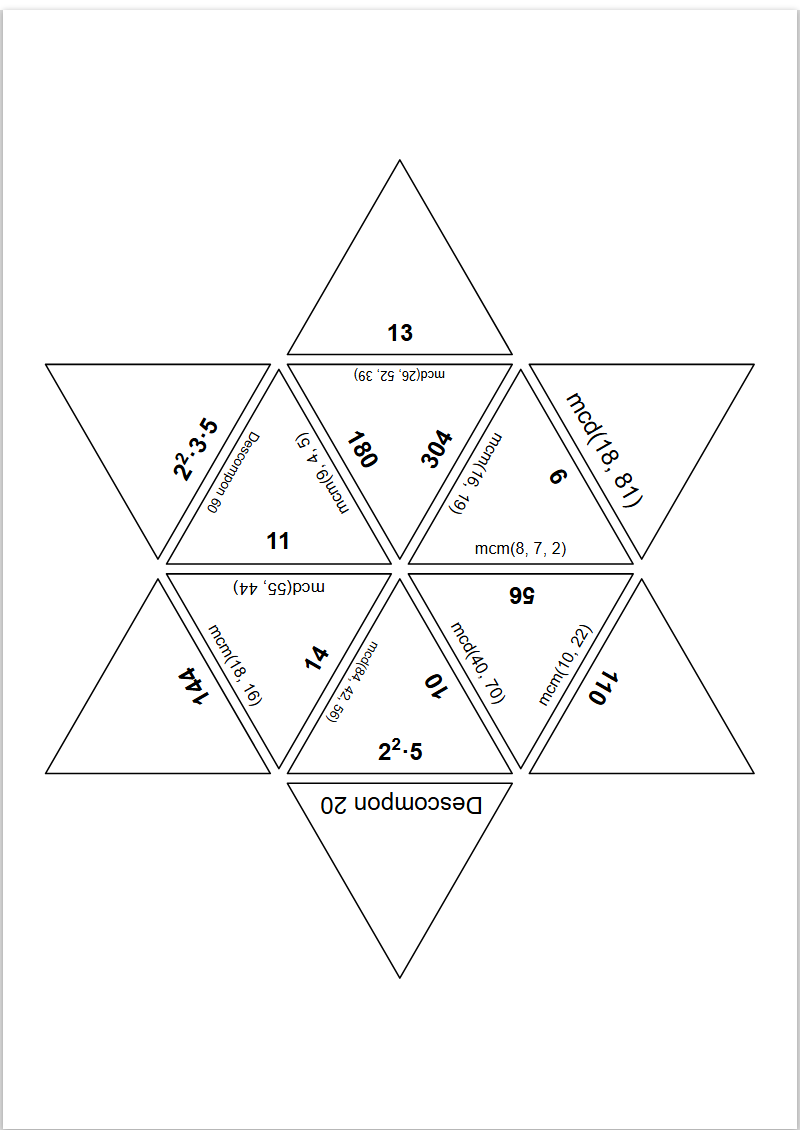 13
mcd(26, 52, 39)
2²·3·5
Descompon 60
mcm(9, 4, 5)
180
304
mcm(16, 19)
9
mcd(18, 81)
11
mcm(8, 7, 2)
mcd(55, 44)
56
144
mcm(18, 16)
14
mcd(84, 42, 56)
10
mcd(40, 70)
mcm(10, 22)
110
2²·5
Descompon 20